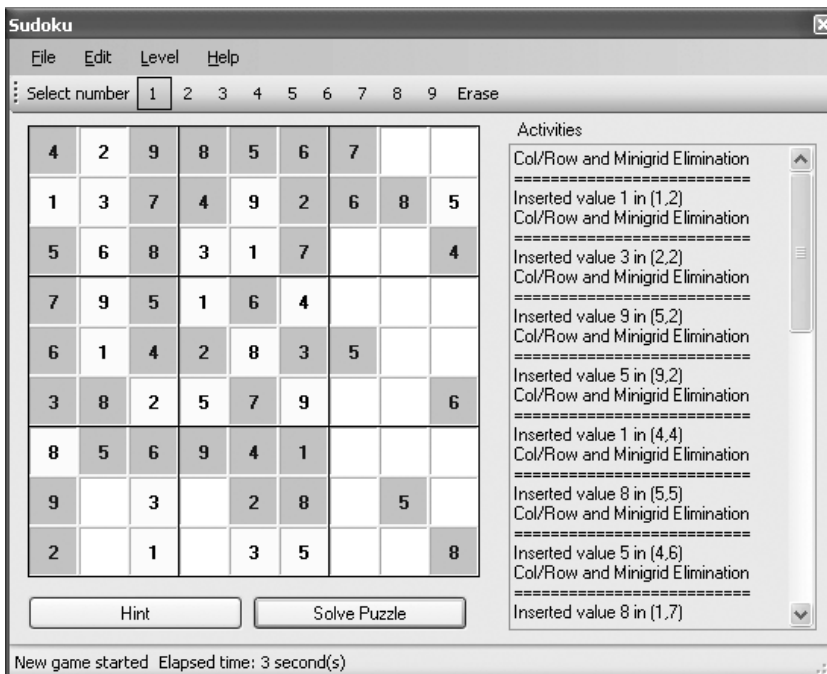 Sudoku
File Edit Level Help
Select number 1 2 3 4 5 6 7 8 9 Erase
4 2 9 8 5 6 7
1 3 7 4 9 2 6 8 5
5 6 8 3 1 7 4
7 9 5 1 6 4
6 1 4 2 8 3 5
3 8 2 5 7 9 6
8 5 6 9 4 1
9 3 2 8 5
2 1 3 5 8
Hint Solve Puzzle
Activities
Col/Row and Minigrid Elimination
==========================
Inserted value 1 in (1,2)
Col/Row and Minigrid Elimination
==========================
Inserted value 3 in (2,2)
Col/Row and Minigrid Elimination
==========================
Inserted value 9 in (5,2)
Col/Row and Minigrid Elimination
==========================
Inserted value 5 in (9,2)
Col/Row and Minigrid Elimination
==========================
Inserted value 1 in (4,4)
Col/Row and Minigrid Elimination
==========================
Inserted value 8 in (5,5)
Col/Row and Minigrid Elimination
==========================
Inserted value 5 in (4,6)
Col/Row and Minigrid Elimination
==========================
Inserted value 8 in (1,7)
New game started Elapsed time: 3 second(s)